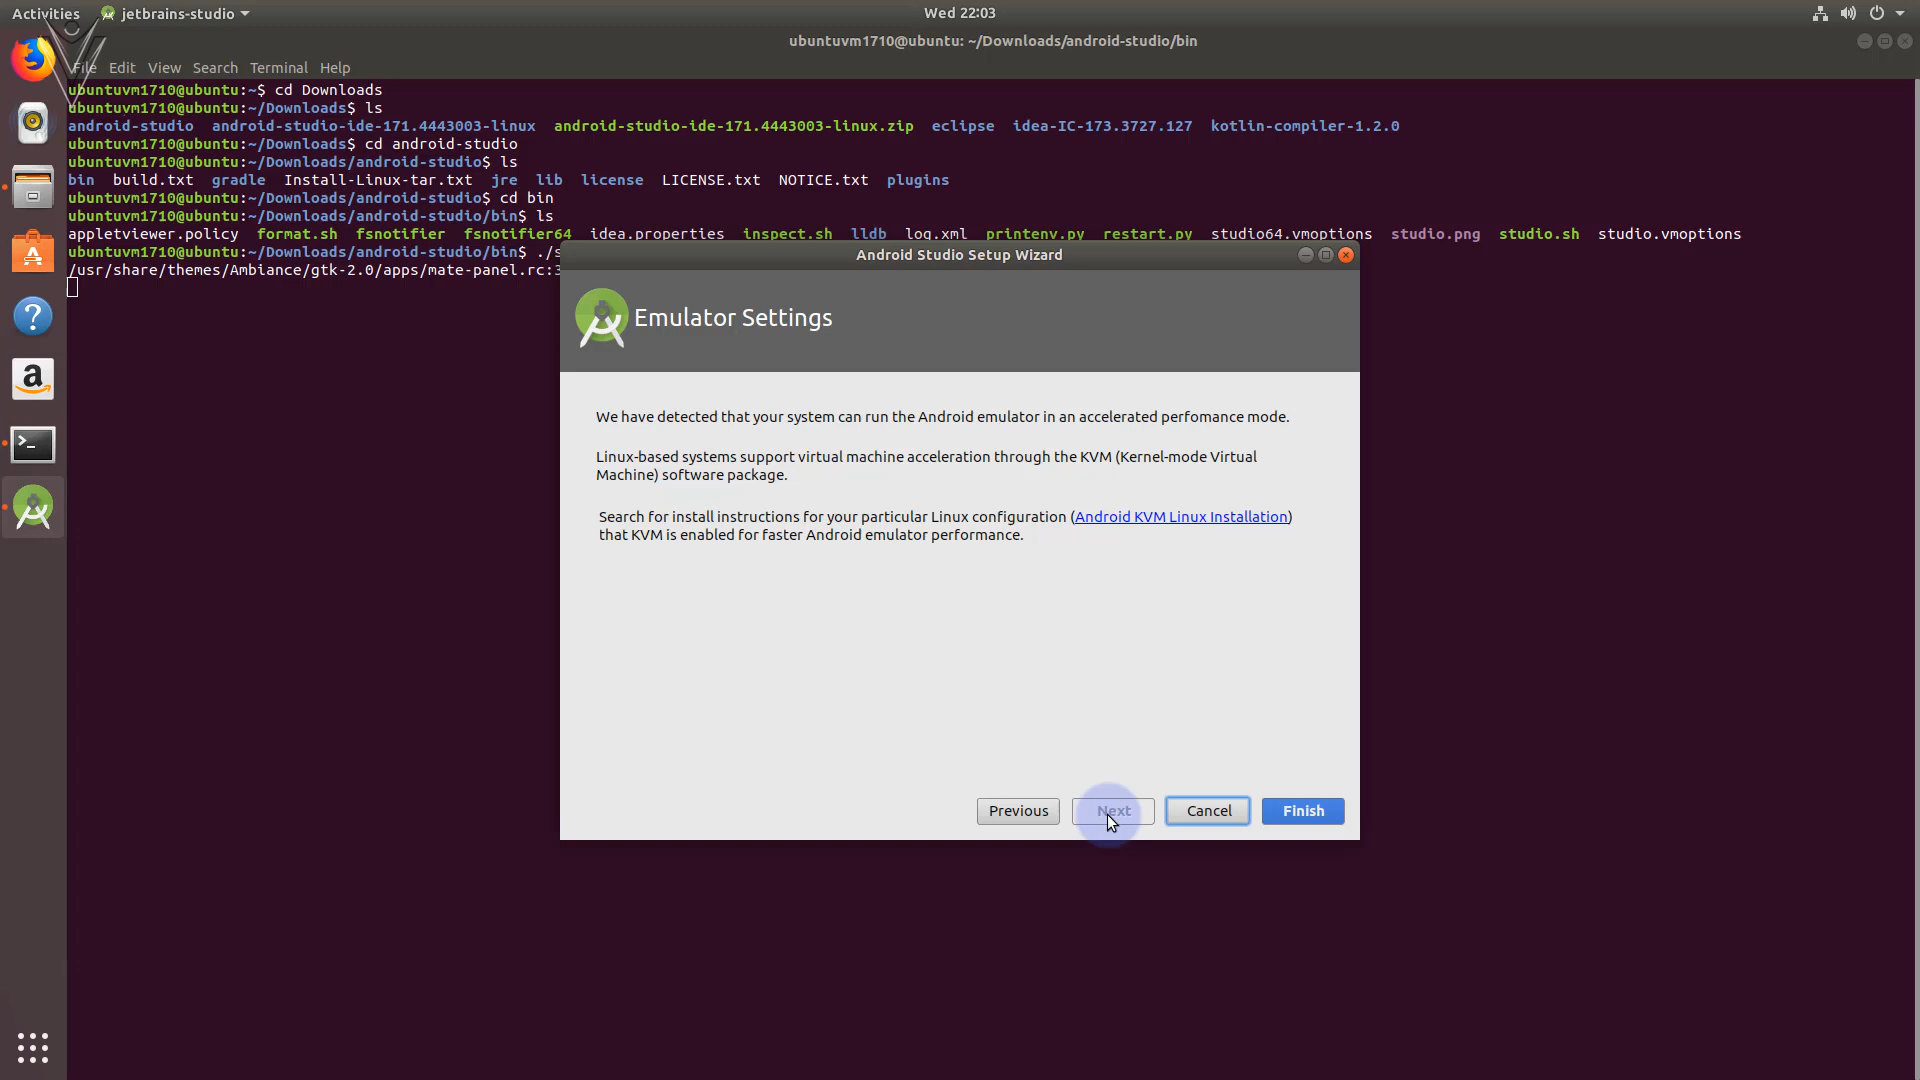 Activities jetbrains-studio Wed 22:03
ubuntuvm1710@ubuntu: ~/Downloads/android-studio/bin
File Edit View Search Terminal Help
ubuntuvm1710@ubuntu:~$ cd Downloads
ubuntuvm1710@ubuntu:~/Downloads$ ls
android-studio android-studio-ide-171.4443003-linux android-studio-ide-171.4443003-linux.zip eclipse idea-IC-173.3727.127 kotlin-compiler-1.2.0
ubuntuvm1710@ubuntu:~/Downloads$ cd android-studio
ubuntuvm1710@ubuntu:~/Downloads/android-studio$ ls
bin build.txt gradle Install-Linux-tar.txt jre lib license LICENSE.txt NOTICE.txt plugins
ubuntuvm1710@ubuntu:~/Downloads/android-studio$ cd bin
ubuntuvm1710@ubuntu:~/Downloads/android-studio/bin$ ls
appletviewer.policy format.sh fsnotifier fsnotifier64 idea.properties inspect.sh lldb log.xml printenv.py restart.py studio64.vmoptions studio.png studio.sh studio.vmoptions
ubuntuvm1710@ubuntu:~/Downloads/android-studio/bin$ ./s
/usr/share/themes/Ambiance/gtk-2.0/apps/mate-panel.rc:3
Android Studio Setup Wizard
Emulator Settings
We have detected that your system can run the Android emulator in an accelerated perfomance mode.
Linux-based systems support virtual machine acceleration through the KVM (Kernel-mode Virtual
Machine) software package.
Search for install instructions for your particular Linux configuration (Android KVM Linux Installation)
that KVM is enabled for faster Android emulator performance.
Previous Next Cancel Finish